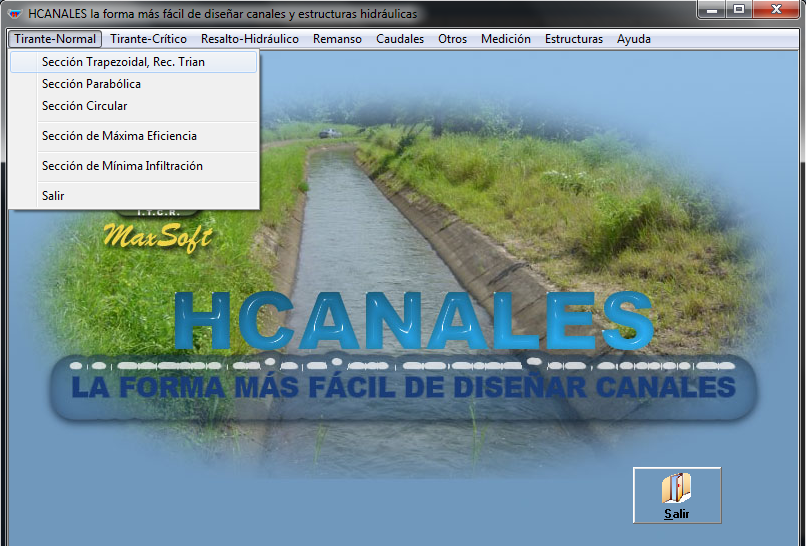 HCANALES la forma más fácil de diseñar canales y estructuras hidráulicas
Tirante-Normal Tirante-Crítico Resalto-Hidráulico Remanso Caudales Otros Medición Estructuras Ayuda
Sección Trapezoidal, Rec. Trian
Sección Parabólica
Sección Circular
Sección de Máxima Eficiencia
Sección de Mínima Infiltración
Salir
I.T.C.R.
MaxSoft
HCANALES
LA FORMA MÁS FÁCIL DE DISEÑAR CANALES
Salir